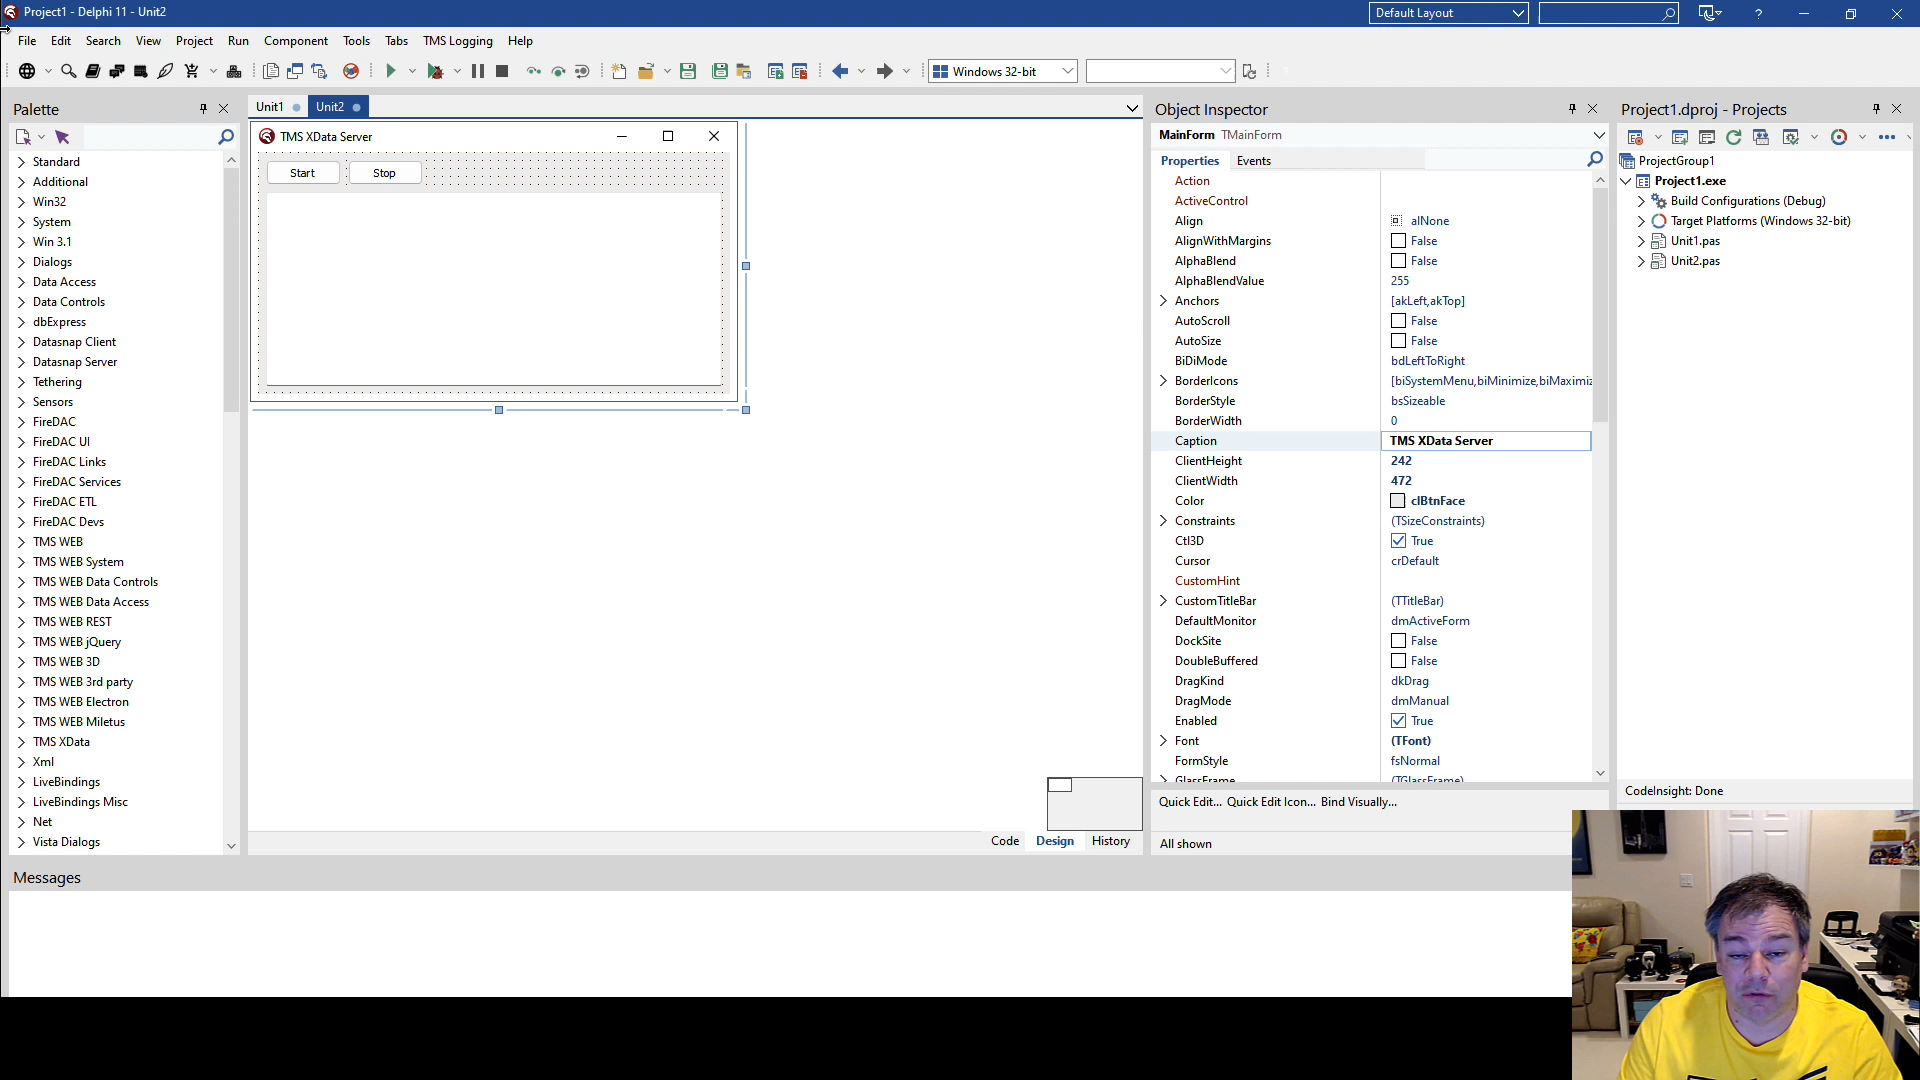 Project1 - Delphi 11 - Unit2
Default Layout
?
File Edit Search View Project Run Component Tools Tabs TMS Logging Help
Windows 32-bit
Palette
Standard
Additional
Win32
System
Win 3.1
Dialogs
Data Access
Data Controls
dbExpress
Datasnap Client
Datasnap Server
Tethering
Sensors
FireDAC
FireDAC UI
FireDAC Links
FireDAC Services
FireDAC ETL
FireDAC Devs
TMS WEB
TMS WEB System
TMS WEB Data Controls
TMS WEB Data Access
TMS WEB REST
TMS WEB jQuery
TMS WEB 3D
TMS WEB 3rd party
TMS WEB Electron
TMS WEB Miletus
TMS XData
Xml
LiveBindings
LiveBindings Misc
Net
Vista Dialogs
Unit1 Unit2
TMS XData Server
Start Stop
Code Design History
Object Inspector
MainForm TMainForm
Properties Events
Action
ActiveControl
Align alNone
AlignWithMargins False
AlphaBlend False
AlphaBlendValue 255
Anchors [akLeft,akTop]
AutoScroll False
AutoSize False
BiDiMode bdLeftToRight
BorderIcons [biSystemMenu,biMinimize,biMaximiz
BorderStyle bsSizeable
BorderWidth 0
Caption TMS XData Server
ClientHeight 242
ClientWidth 472
Color clBtnFace
Constraints (TSizeConstraints)
Ctl3D True
Cursor crDefault
CustomHint
CustomTitleBar (TTitleBar)
DefaultMonitor dmActiveForm
DockSite False
DoubleBuffered False
DragKind dkDrag
DragMode dmManual
Enabled True
Font (TFont)
FormStyle fsNormal
GlassFrame (TGlassFrame)
Quick Edit... Quick Edit Icon... Bind Visually...
All shown
Project1.dproj - Projects
ProjectGroup1
Project1.exe
Build Configurations (Debug)
Target Platforms (Windows 32-bit)
Unit1.pas
Unit2.pas
CodeInsight: Done
Messages